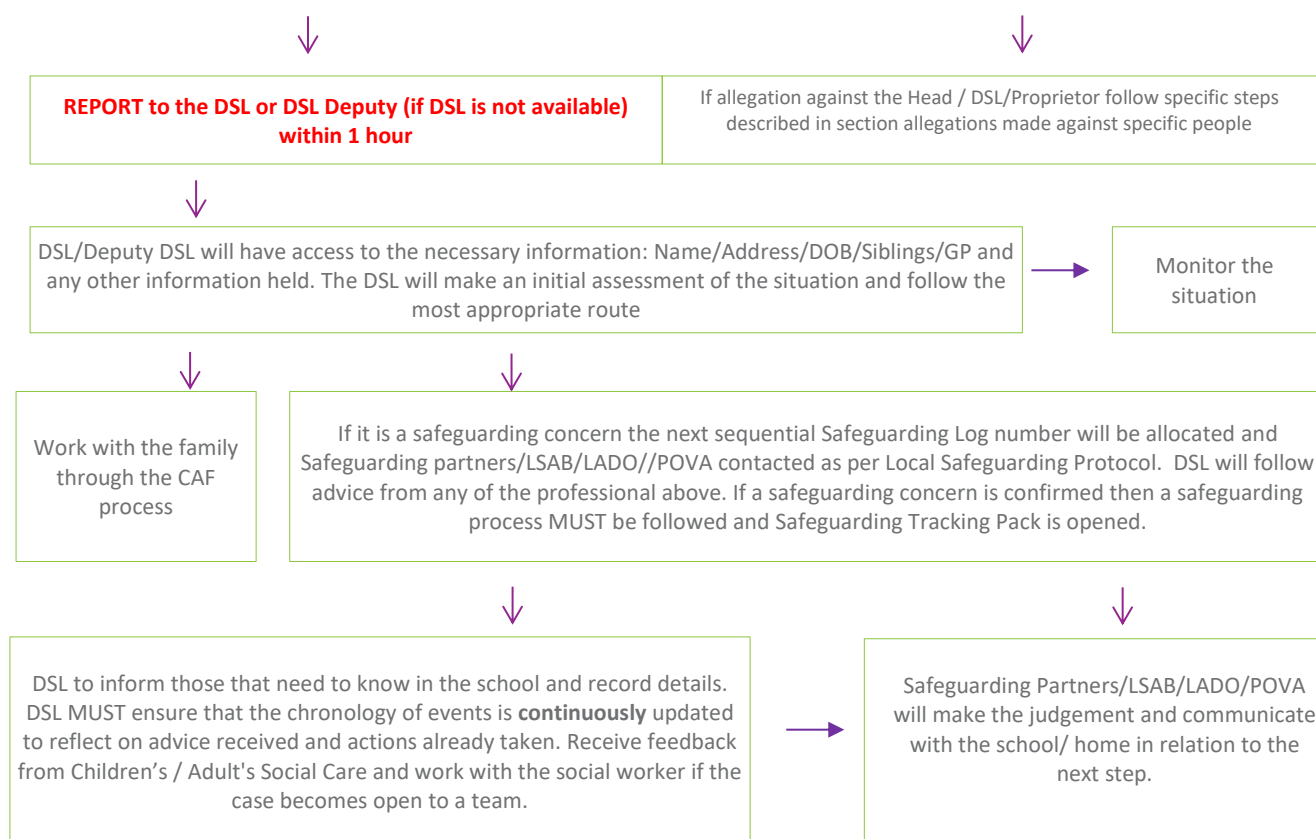 REPORT to the DSL or DSL Deputy (if DSL is not available)
within 1 hour
If allegation against the Head / DSL/Proprietor follow specific steps
described in section allegations made against specific people
DSL/Deputy DSL will have access to the necessary information: Name/Address/DOB/Siblings/GP and
any other information held. The DSL will make an initial assessment of the situation and follow the
most appropriate route
Monitor the
situation
Work with the family
through the CAF
process
If it is a safeguarding concern the next sequential Safeguarding Log number will be allocated and
Safeguarding partners/LSAB/LADO//POVA contacted as per Local Safeguarding Protocol. DSL will follow
advice from any of the professional above. If a safeguarding concern is confirmed then a safeguarding
process MUST be followed and Safeguarding Tracking Pack is opened.
DSL to inform those that need to know in the school and record details.
DSL MUST ensure that the chronology of events is continuously updated
to reflect on advice received and actions already taken. Receive feedback
from Children’s / Adult's Social Care and work with the social worker if the
case becomes open to a team.
Safeguarding Partners/LSAB/LADO/POVA
will make the judgement and communicate
with the school/ home in relation to the
next step.